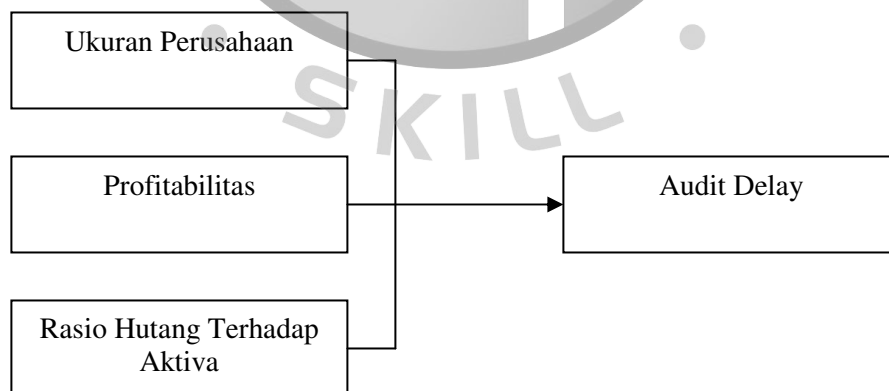 Ukuran Perusahaan
SKILL
Profitabilitas
Audit Delay
Rasio Hutang Terhadap
Aktiva